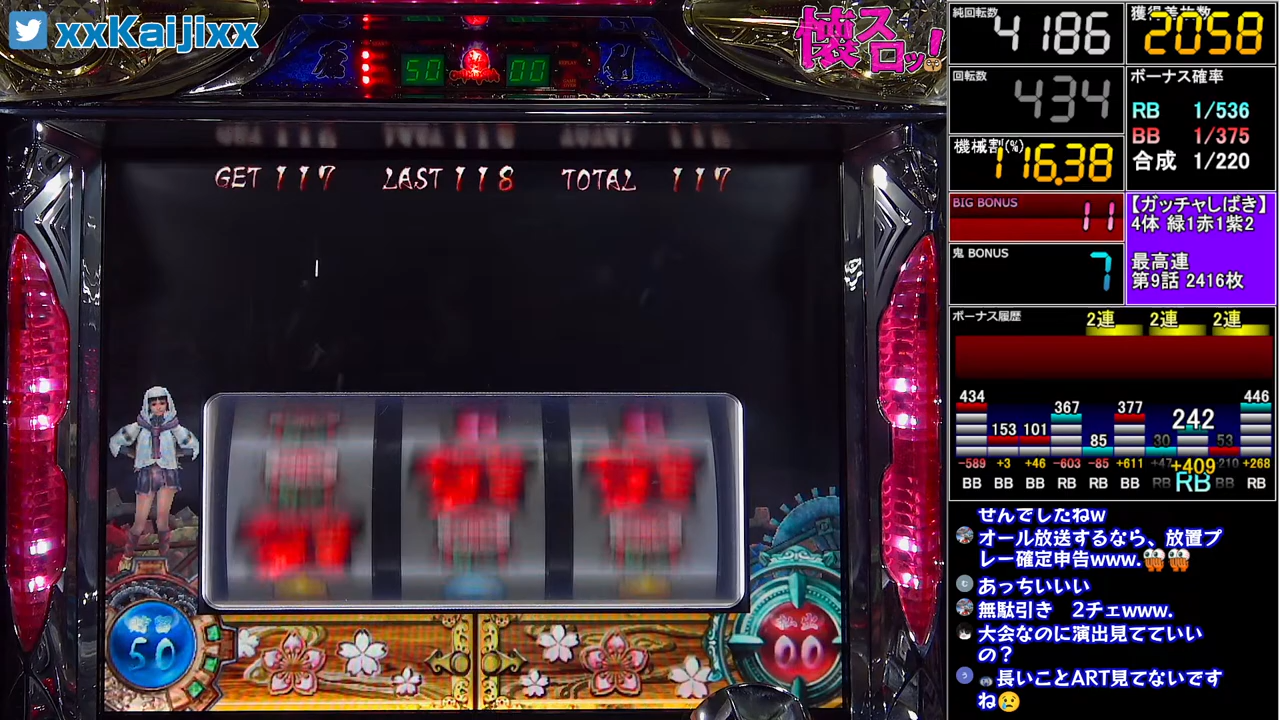 xxKaijixx
懐スロッ!
50
00
GET 117 LAST 118 TOTAL 117
50
00
純回転数
4186
獲得差枚数
2058
回転数
434
ボーナス確率
RB 1/536
BB 1/375
合成 1/220
機械割(%)
116.38
BIG BONUS
11
【ガッチャしばき】
4体 緑1赤1紫2
最高連
第9話 2416枚
鬼 BONUS
7
ボーナス履歴
2連 2連 2連
434 153 101 367 85 377 30 242 53 446
-589 +3 +46 -603 -85 +611 +47 +409 210 +268
BB BB BB RB RB BB RB RB BB RB
せんでしたねw
オール放送するなら、放置プ
レー確定申告www.
あっちいいい
無駄引き 2チェwww.
大会なのに演出見てていい
の?
長いことART見てないです
ね😢